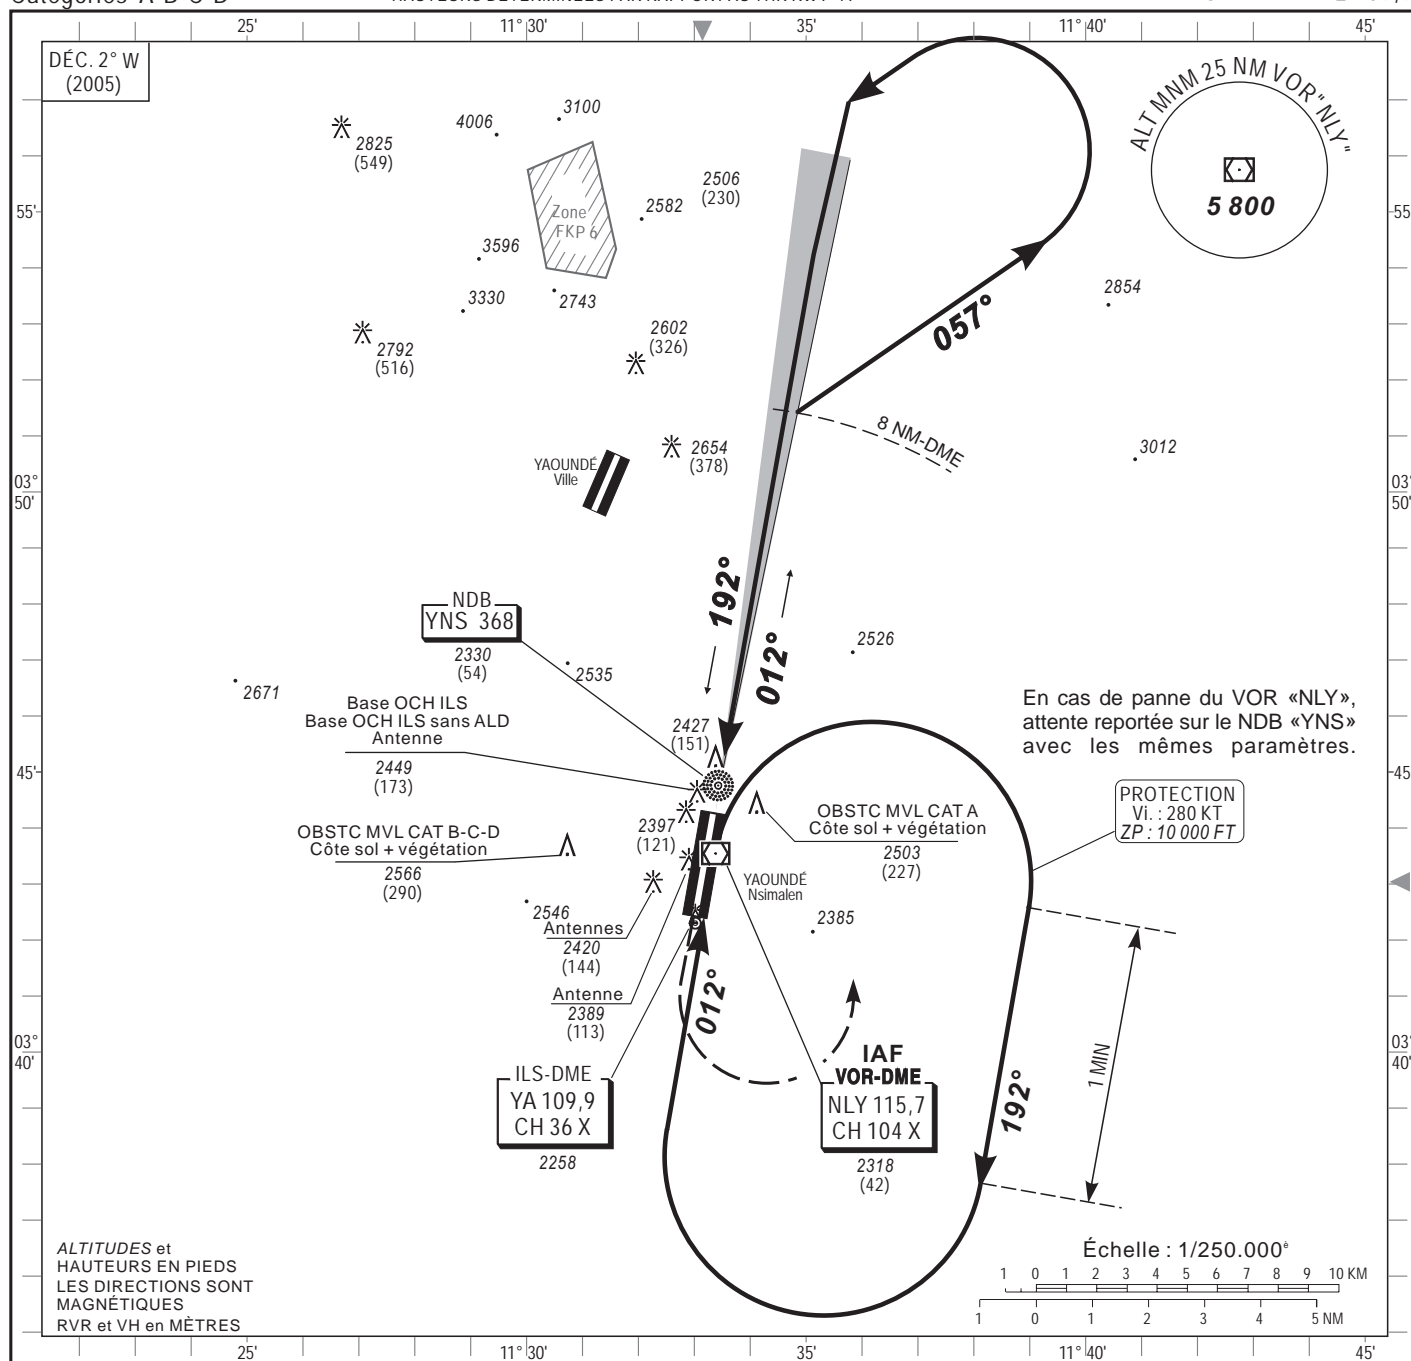 25'
11° 30'
35'
11° 40'
45'
DÉC. 2° W
(2005)
ALT MNM 25 NM VOR"NLY"
5 800
2825
(549)
4006
3100
2506
(230)
2582
Zone
FKP 6
55'
55'
3596
3330
2743
2854
057°
2792
(516)
2602
(326)
8 NM-DME
2654
(378)
3012
YAOUNDÉ
Ville
03°
50'
03°
50'
192°
012°
NDB
YNS 368
2330
(54)
2535
2526
2671
Base OCH ILS
Base OCH ILS sans ALD
Antenne
2449
(173)
2427
(151)
En cas de panne du VOR «NLY»,
attente reportée sur le NDB «YNS»
avec les mêmes paramètres.
45'
45'
PROTECTION
Vi. : 280 KT
ZP : 10 000 FT
OBSTC MVL CAT A
Côte sol + végétation
2503
(227)
OBSTC MVL CAT B-C-D
Côte sol + végétation
2566
(290)
2397
(121)
YAOUNDÉ
Nsimalen
2546
2385
Antennes
2420
(144)
Antenne
2389
(113)
012°
1 MIN
192°
03°
40'
03°
40'
ILS-DME
YA 109,9
CH 36 X
2258
IAF
VOR-DME
NLY 115,7
CH 104 X
2318
(42)
ALTITUDES et
HAUTEURS EN PIEDS
LES DIRECTIONS SONT
MAGNÉTIQUES
RVR et VH en MÈTRES
Échelle : 1/250.000è
1 0 1 2 3 4 5 6 7 8 9 10 KM
1 0 1 2 3 4 5 NM
25'
11° 30'
35'
11° 40'
45'